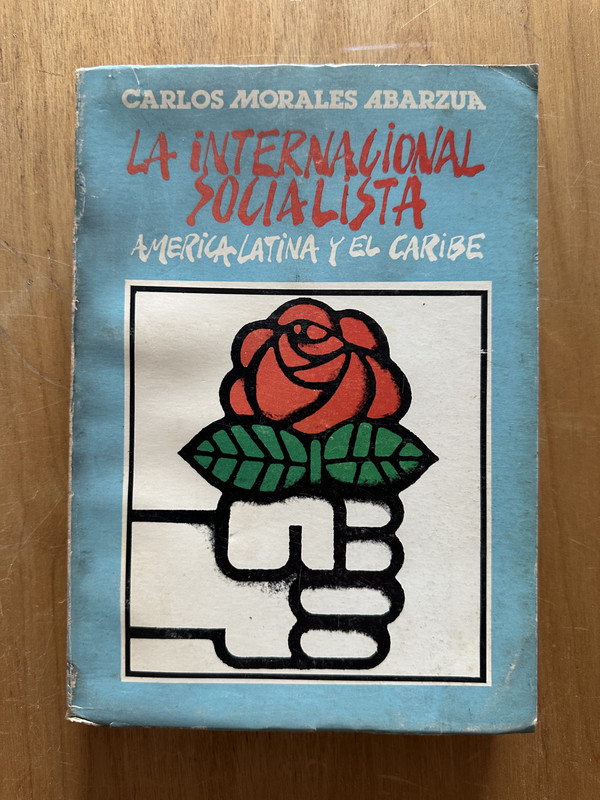 CARLOS MORALES ABARZUA
LA INTERNACIONAL
SOCIALISTA
AMERICA LATINA Y EL CARIBE